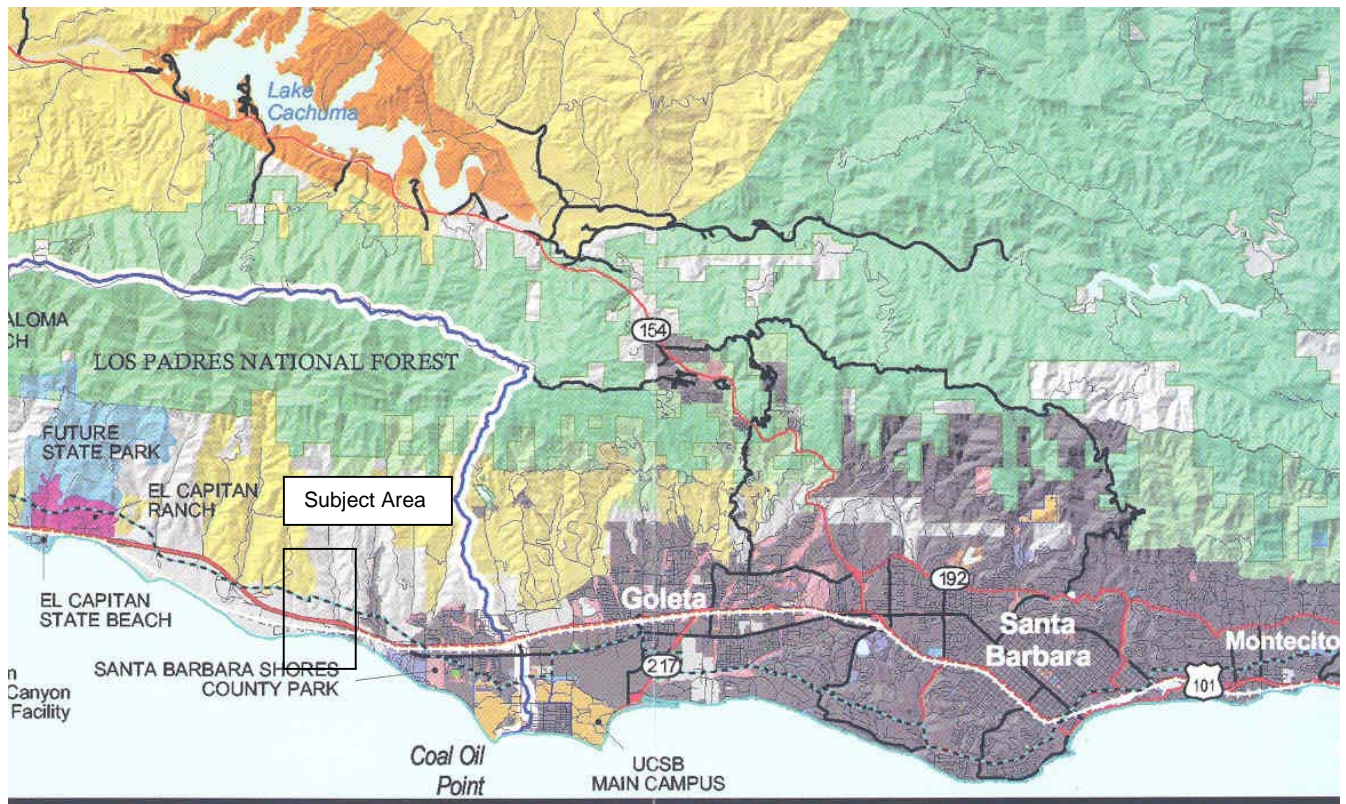 Lake
Cachuma
154
ALOMA
CH
LOS PADRES NATIONAL FOREST
FUTURE
STATE PARK
EL CAPITAN
RANCH
Subject Area
EL CAPITAN
STATE BEACH
Goleta
192
Santa
Barbara
Montecito
SANTA BARBARA SHORES
COUNTY PARK
217
101
n
Canyon
Facility
Coal Oil
Point
UCSB
MAIN CAMPUS